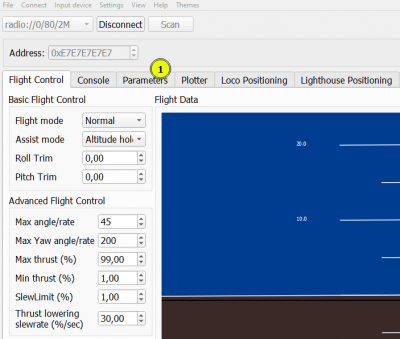 File Connect Input device Settings View Help Themes
radio://0/80/2M Disconnect Scan
Address: 0xE7E7E7E7E7
1
Flight Control Console Parameters Plotter Loco Positioning Lighthouse Positioning
Basic Flight Control
Flight mode Normal
Assist mode Altitude hol
Roll Trim 0,00
Pitch Trim 0,00
Advanced Flight Control
Max angle/rate 45
Max Yaw angle/rate 200
Max thrust (%) 99,00
Min thrust (%) 1,00
SlewLimit (%) 1,00
Thrust lowering
slewrate (%/sec) 30,00
Flight Data
20.0
10.0